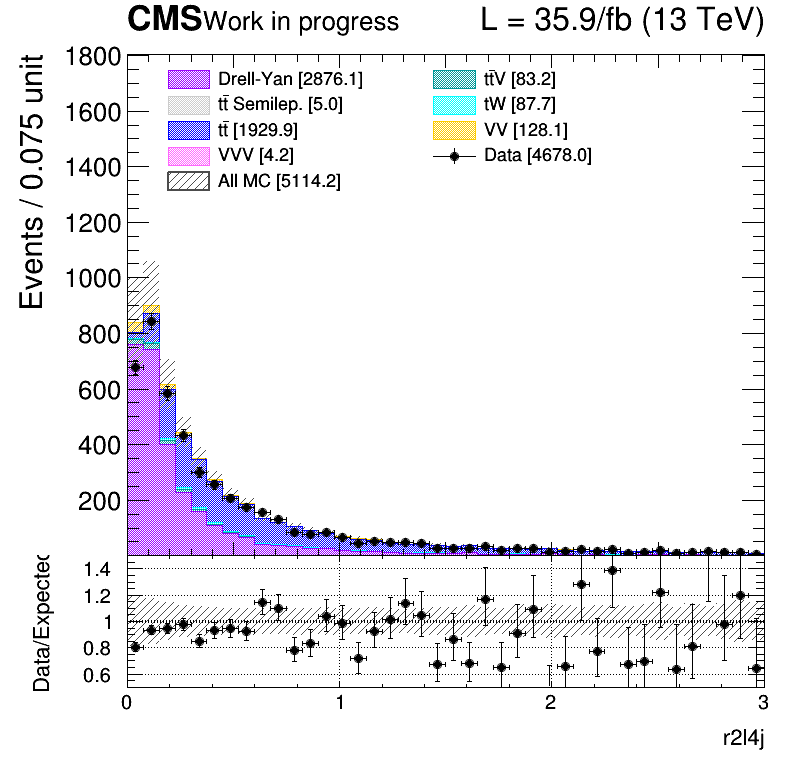 CMS Work in progress L = 35.9/fb (13 TeV)
Events / 0.075 unit
1800
1600
1400
1200
1000
800
600
400
200
Drell-Yan [2876.1]
tt̄ Semilep. [5.0]
tt̄ [1929.9]
VVV [4.2]
All MC [5114.2]
tt̄V [83.2]
tW [87.7]
VV [128.1]
Data [4678.0]
Data/Expected
1.4
1.2
1
0.8
0.6
0 1 2 3
r2l4j